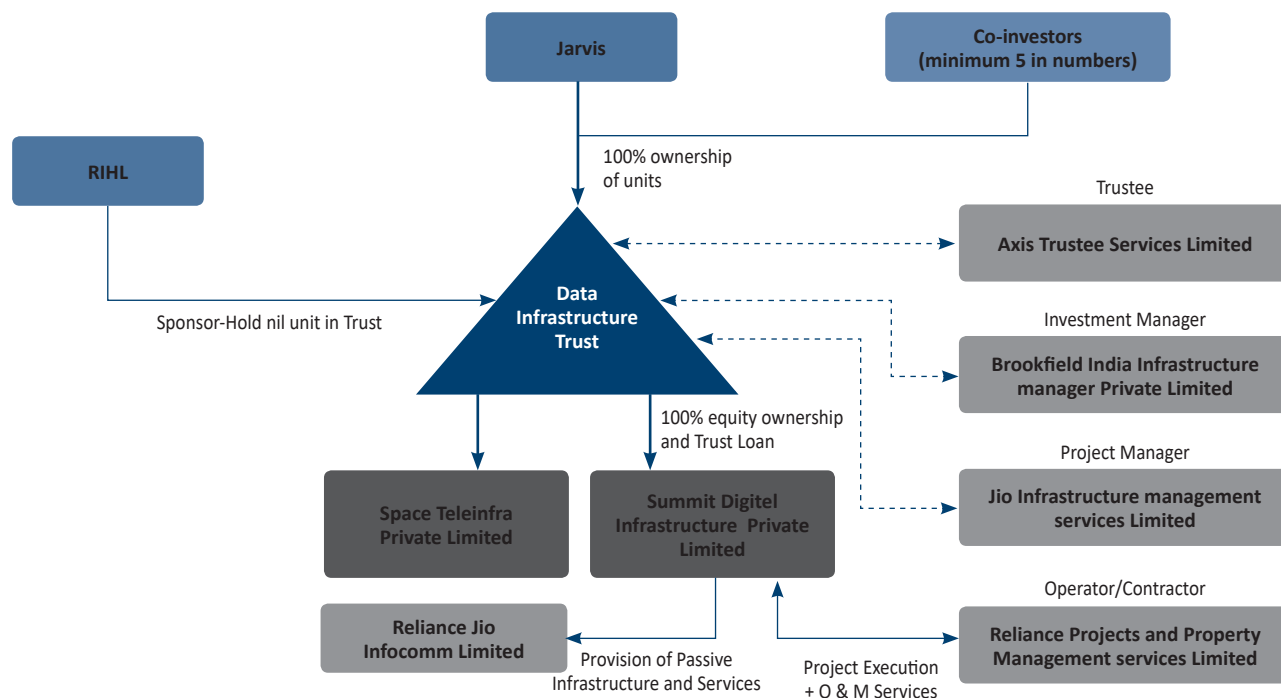 Jarvis
Co-investors
(minimum 5 in numbers)
RIHL
100% ownership
of units
Trustee
Axis Trustee Services Limited
Sponsor-Hold nil unit in Trust
Data
Infrastructure
Trust
Investment Manager
Brookfield India Infrastructure
manager Private Limited
100% equity ownership
and Trust Loan
Project Manager
Jio Infrastructure management
services Limited
Space Teleinfra
Private Limited
Summit Digitel
Infrastructure Private
Limited
Operator/Contractor
Reliance Projects and Property
Management services Limited
Reliance Jio
Infocomm Limited
Provision of Passive
Infrastructure and Services
Project Execution
+ O & M Services